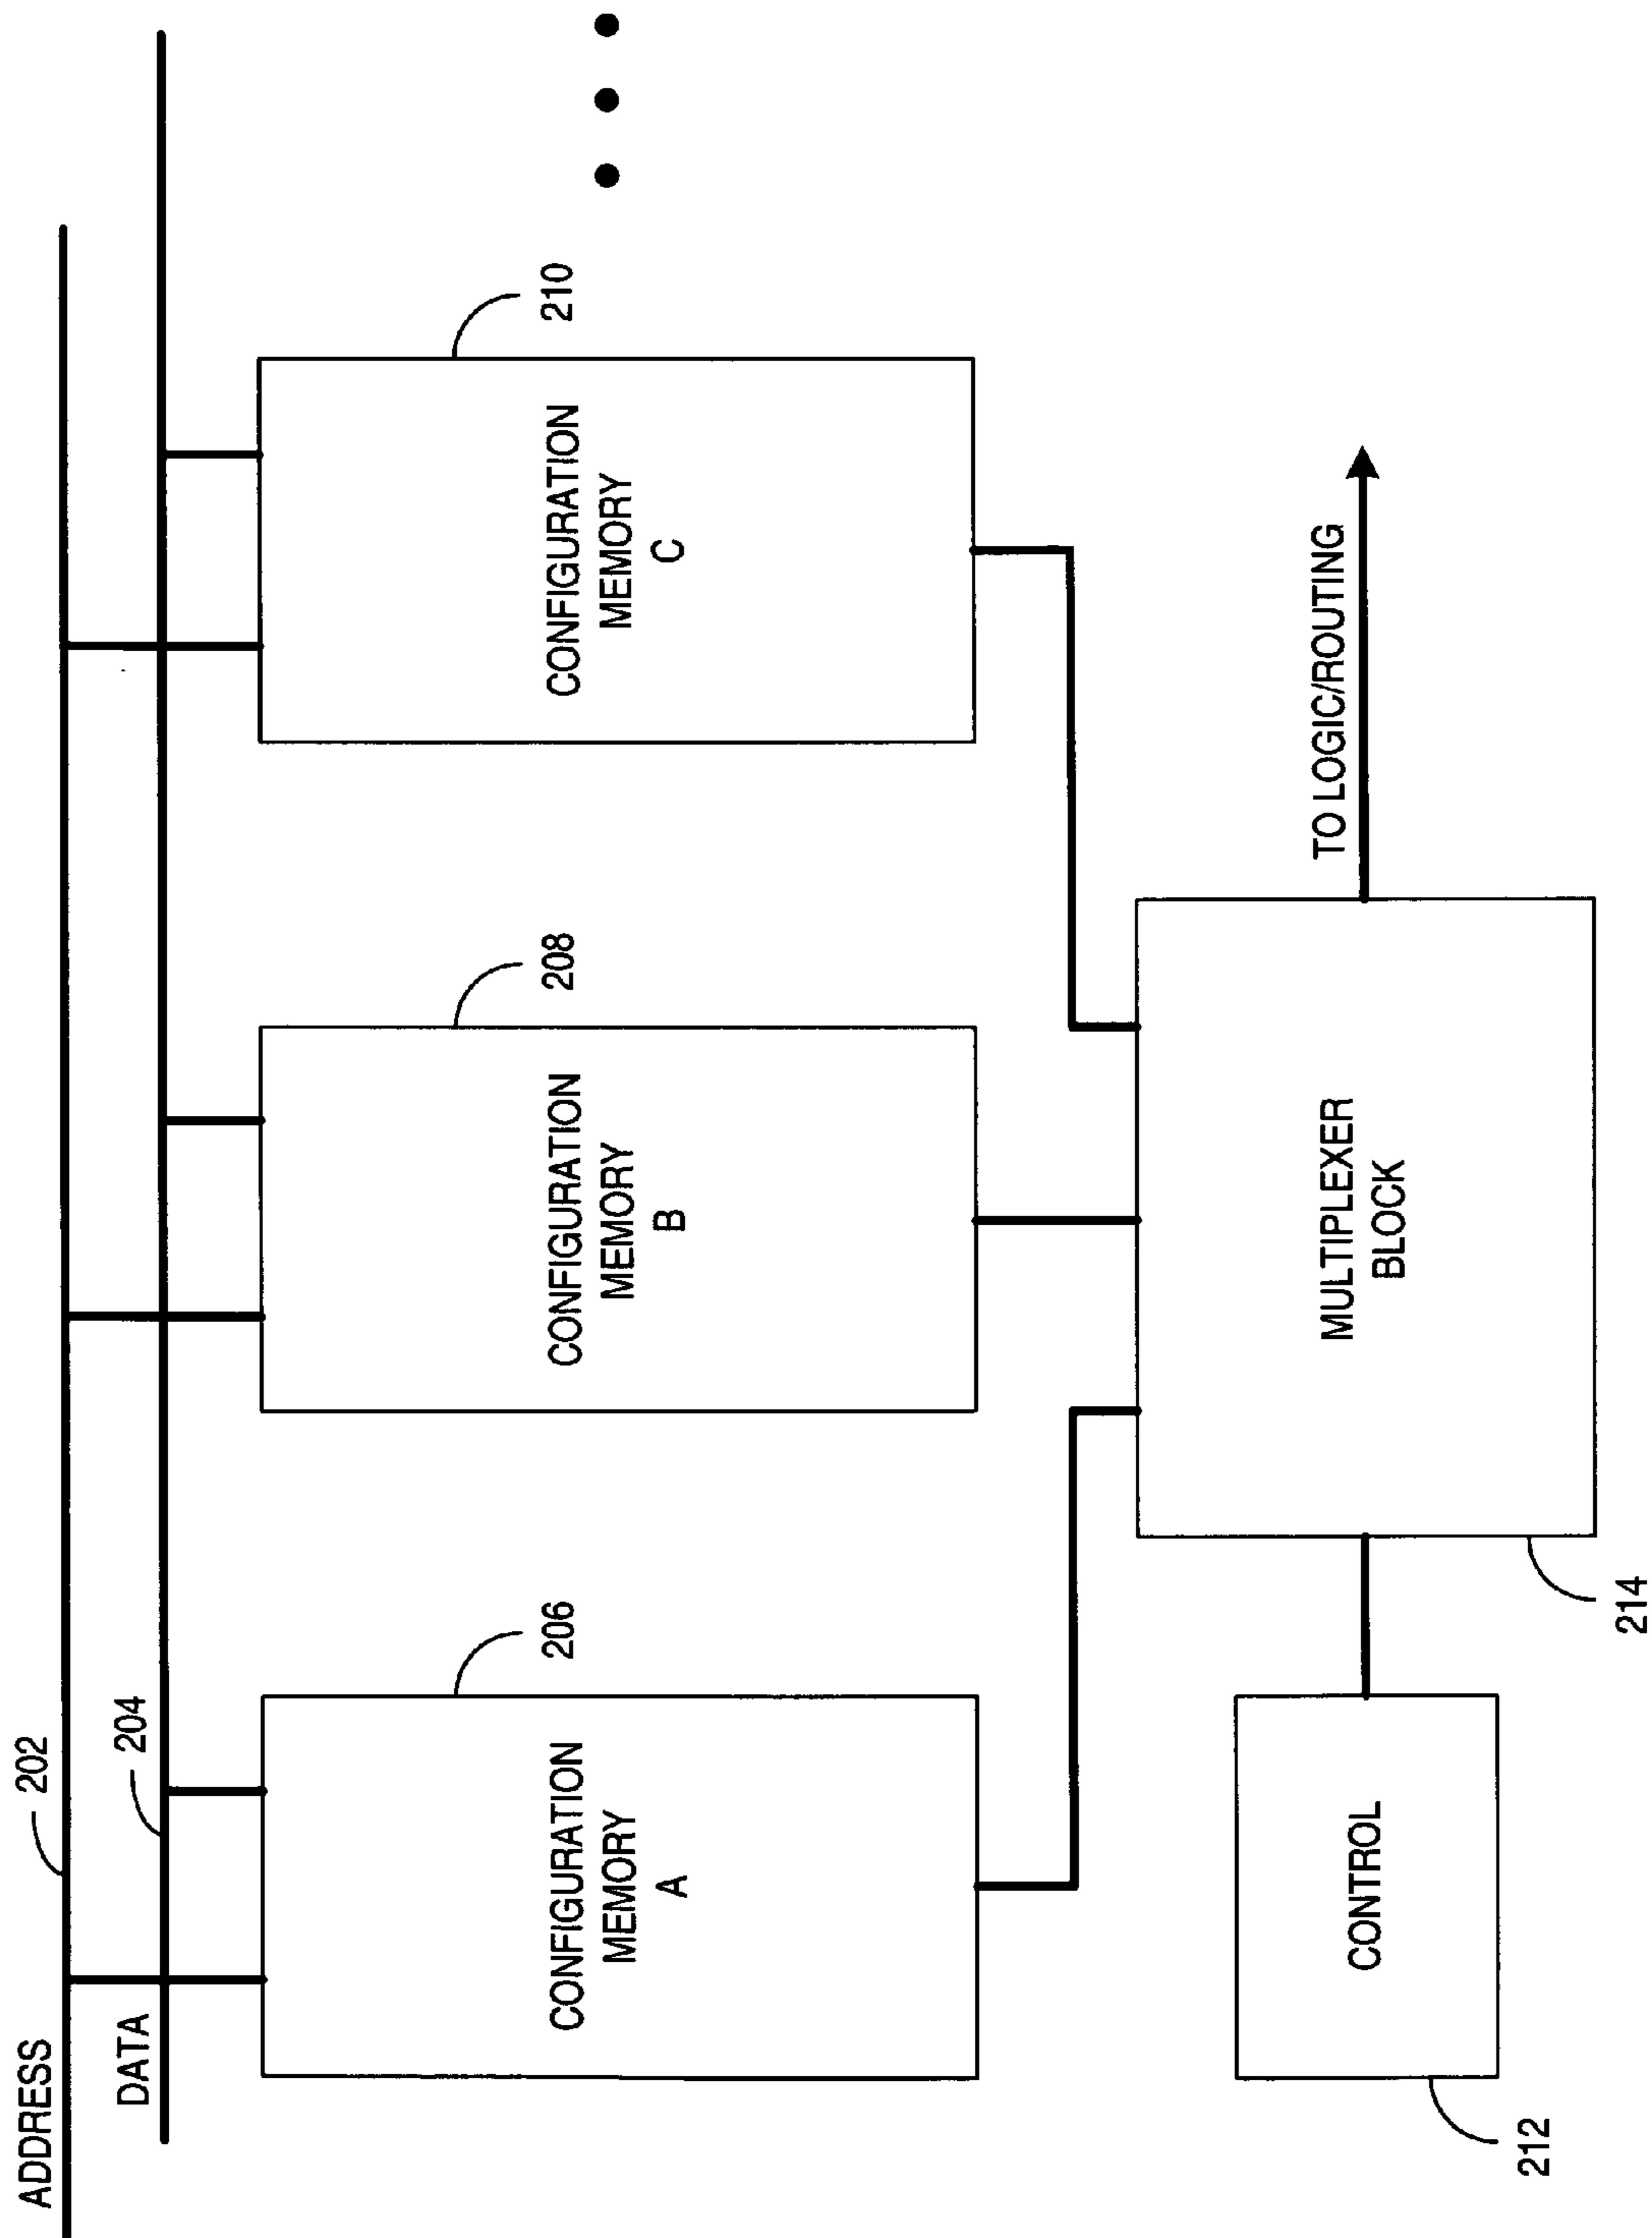 ADDRESS
202
DATA
204
CONFIGURATION
MEMORY
A
206
CONFIGURATION
MEMORY
B
208
CONFIGURATION
MEMORY
C
210
CONTROL
212
MULTIPLEXER
BLOCK
214
TO LOGIC/ROUTING